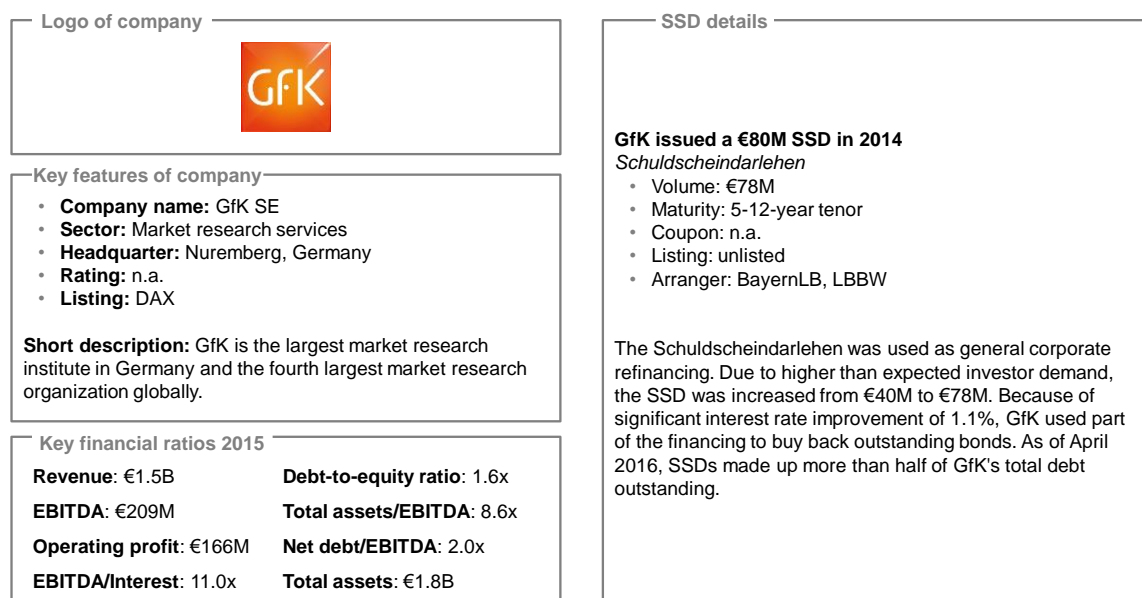 Logo of company
GfK
Key features of company
• Company name: GfK SE
• Sector: Market research services
• Headquarter: Nuremberg, Germany
• Rating: n.a.
• Listing: DAX
Short description: GfK is the largest market research
institute in Germany and the fourth largest market research
organization globally.
Key financial ratios 2015
Revenue: €1.5B
Debt-to-equity ratio: 1.6x
EBITDA: €209M
Total assets/EBITDA: 8.6x
Operating profit: €166M
Net debt/EBITDA: 2.0x
EBITDA/Interest: 11.0x
Total assets: €1.8B
SSD details
GfK issued a €80M SSD in 2014
Schuldscheindarlehen
• Volume: €78M
• Maturity: 5-12-year tenor
• Coupon: n.a.
• Listing: unlisted
• Arranger: BayernLB, LBBW
The Schuldscheindarlehen was used as general corporate
refinancing. Due to higher than expected investor demand,
the SSD was increased from €40M to €78M. Because of
significant interest rate improvement of 1.1%, GfK used part
of the financing to buy back outstanding bonds. As of April
2016, SSDs made up more than half of GfK's total debt
outstanding.